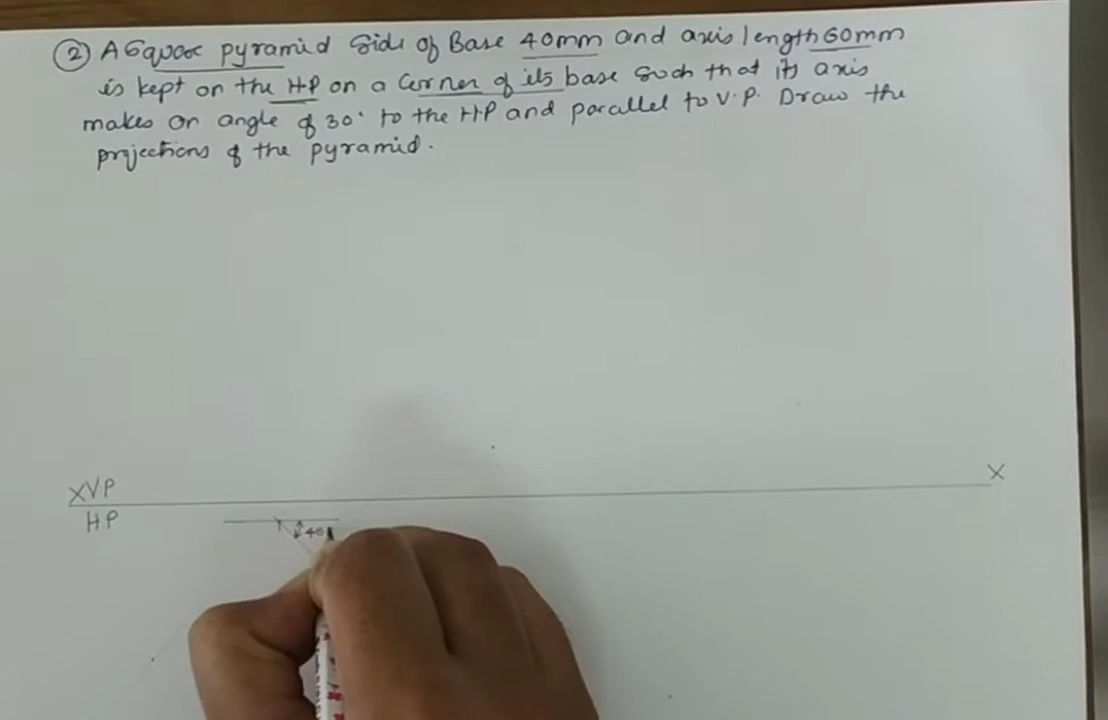 ② A Square pyramid Side of Base 40mm and axis length 60mm
is kept on the H.P on a Corner of its base such that its axis
makes an angle of 30° to the H.P and parallel to V.P. Draw the
projections of the pyramid.
X VP X
HP
45